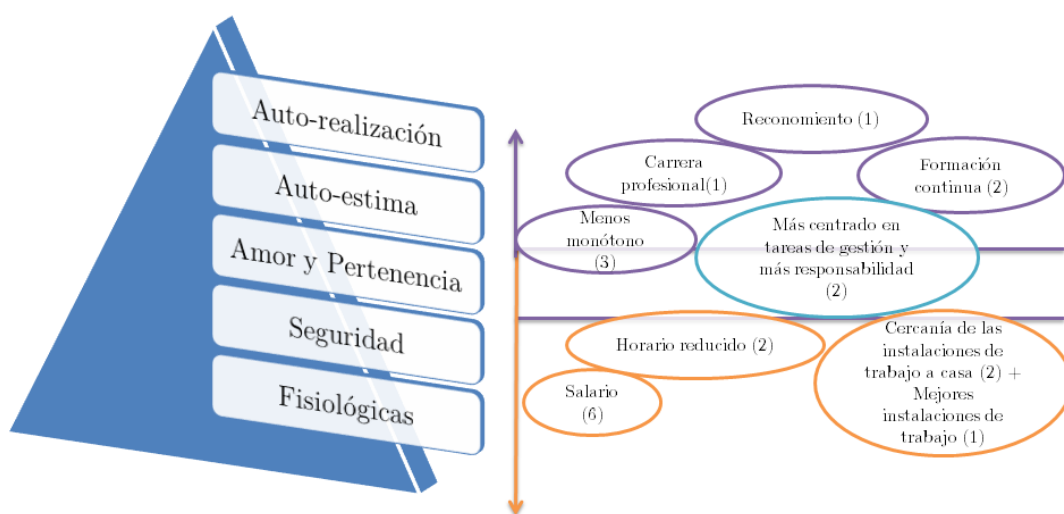 Auto-realización
Auto-estima
Amor y Pertenencia
Seguridad
Fisiológicas
Reconomiento (1)
Carrera
profesional(1)
Formación
continua (2)
Menos
monótono
(3)
Más centrado en
tareas de gestión y
más responsabilidad
(2)
Horario reducido (2)
Salario
(6)
Cercanía de las
instalaciones de
trabajo a casa (2) +
Mejores
instalaciones de
trabajo (1)